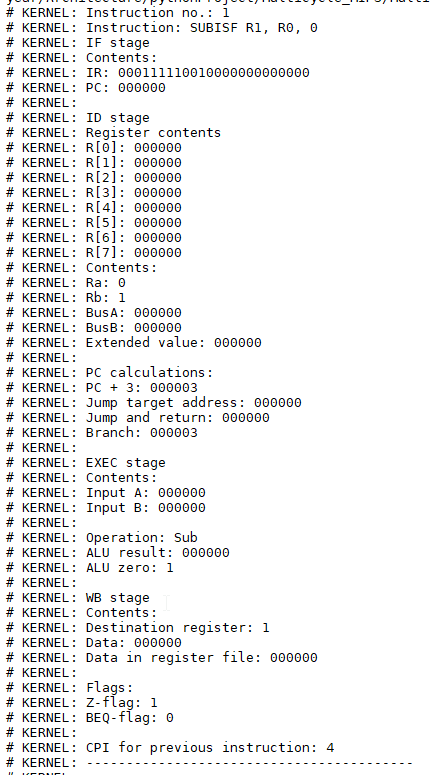 # KERNEL: Instruction no.: 1
# KERNEL: Instruction: SUBISF R1, R0, 0
# KERNEL: IF stage
# KERNEL: Contents:
# KERNEL: IR: 000111110010000000000000
# KERNEL: PC: 000000
# KERNEL:
# KERNEL: ID stage
# KERNEL: Register contents
# KERNEL: R[0]: 000000
# KERNEL: R[1]: 000000
# KERNEL: R[2]: 000000
# KERNEL: R[3]: 000000
# KERNEL: R[4]: 000000
# KERNEL: R[5]: 000000
# KERNEL: R[6]: 000000
# KERNEL: R[7]: 000000
# KERNEL: Contents:
# KERNEL: Ra: 0
# KERNEL: Rb: 1
# KERNEL: BusA: 000000
# KERNEL: BusB: 000000
# KERNEL: Extended value: 000000
# KERNEL:
# KERNEL: PC calculations:
# KERNEL: PC + 3: 000003
# KERNEL: Jump target address: 000000
# KERNEL: Jump and return: 000000
# KERNEL: Branch: 000003
# KERNEL:
# KERNEL: EXEC stage
# KERNEL: Contents:
# KERNEL: Input A: 000000
# KERNEL: Input B: 000000
# KERNEL:
# KERNEL: Operation: Sub
# KERNEL: ALU result: 000000
# KERNEL: ALU zero: 1
# KERNEL:
# KERNEL: WB stage
# KERNEL: Contents:
# KERNEL: Destination register: 1
# KERNEL: Data: 000000
# KERNEL: Data in register file: 000000
# KERNEL:
# KERNEL: Flags:
# KERNEL: Z-flag: 1
# KERNEL: BEQ-flag: 0
# KERNEL:
# KERNEL: CPI for previous instruction: 4
# KERNEL: -----------------------------------------